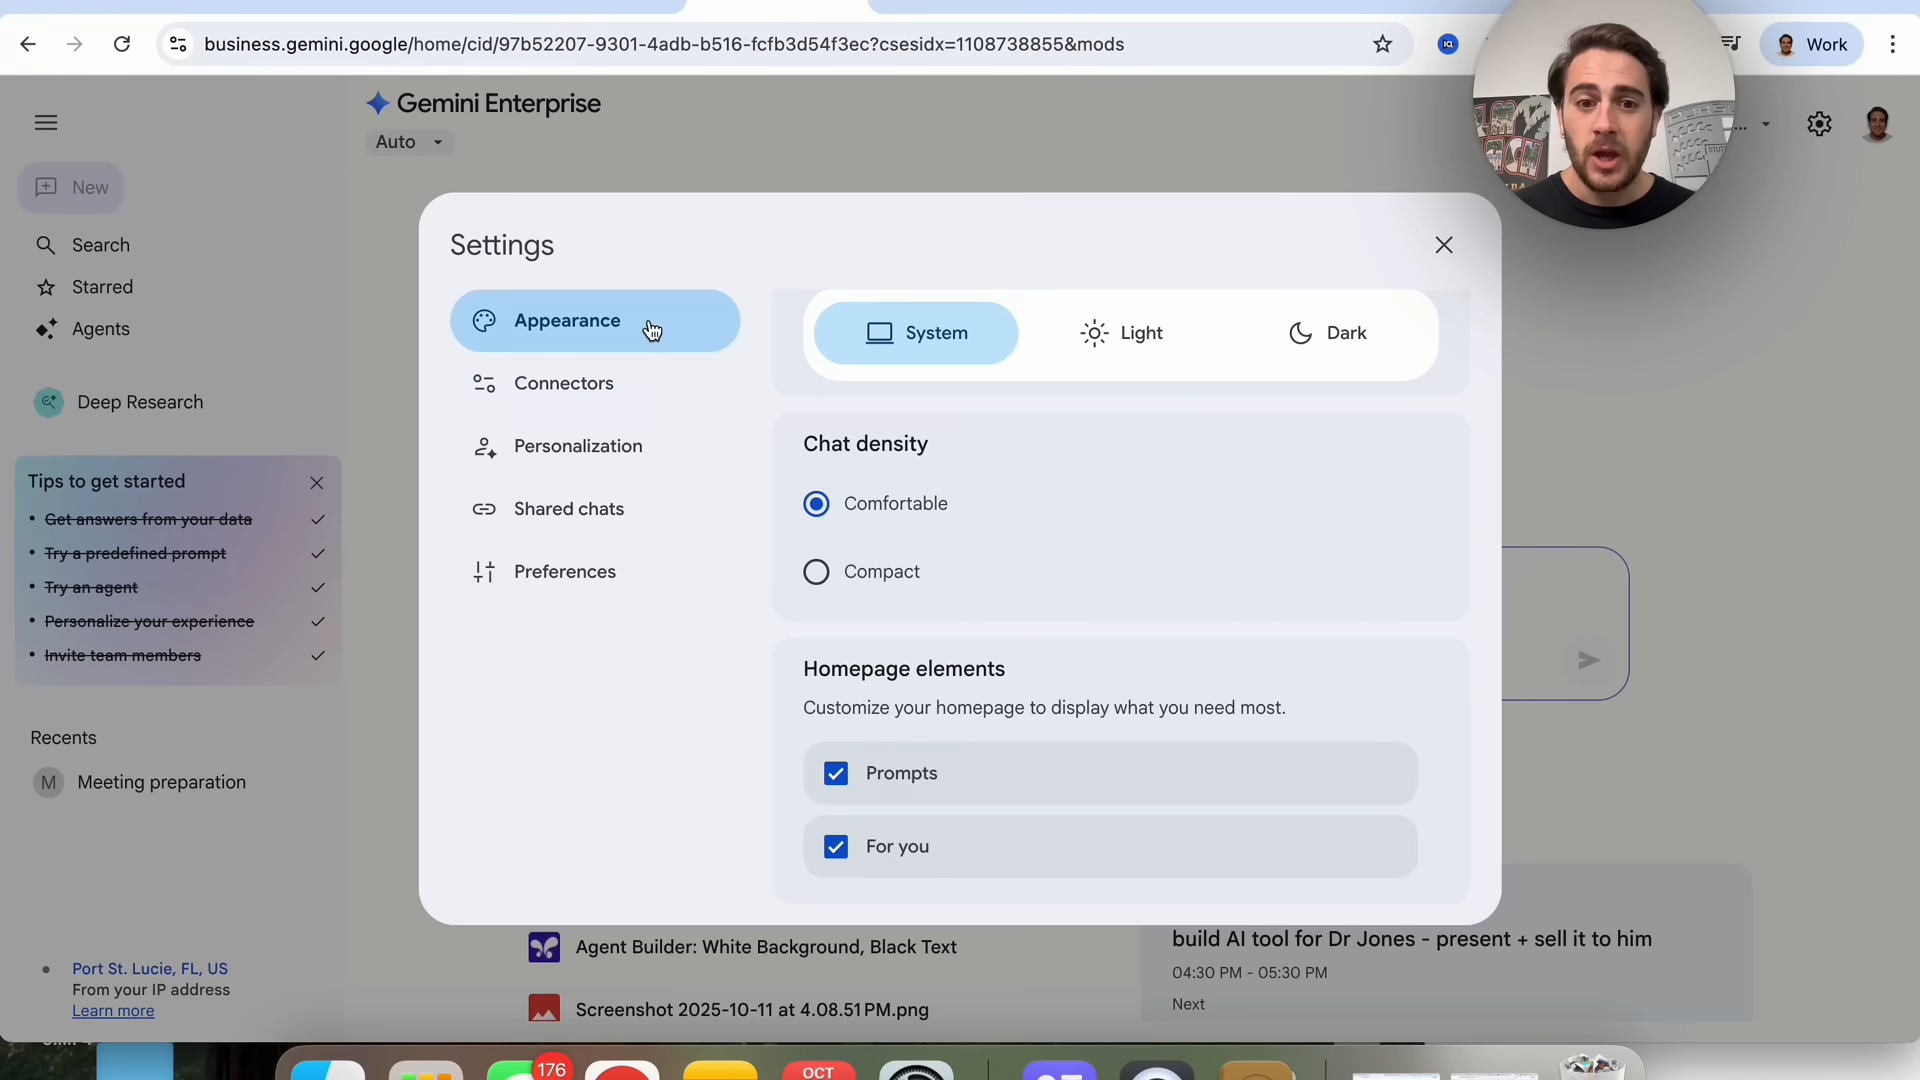 business.gemini.google/home/cid/97b52207-9301-4adb-b516-fcfb3d54f3ec?csesidx=1108738855&mods
Work
Gemini Enterprise
Auto
New
Search
Starred
Agents
Deep Research
Tips to get started
Get answers from your data
Try a predefined prompt
Try an agent
Personalize your experience
Invite team members
Recents
M Meeting preparation
Port St. Lucie, FL, US
From your IP address
Learn more
Settings
Appearance
Connectors
Personalization
Shared chats
Preferences
System
Light
Dark
Chat density
Comfortable
Compact
Homepage elements
Customize your homepage to display what you need most.
Prompts
For you
Agent Builder: White Background, Black Text
Screenshot 2025-10-11 at 4.08.51 PM.png
build AI tool for Dr Jones - present + sell it to him
04:30 PM - 05:30 PM
Next
176
OCT